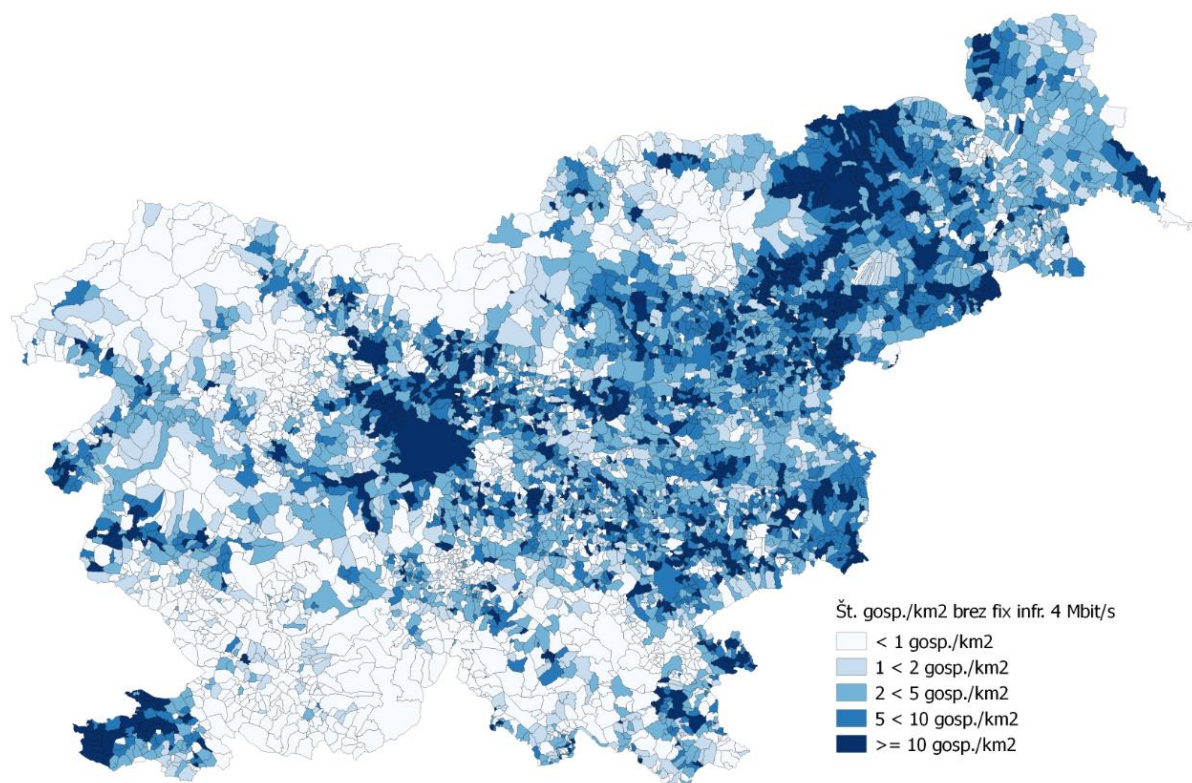 Št. gosp./km2 brez fix infr. 4 Mbit/s
< 1 gosp./km2
1 < 2 gosp./km2
2 < 5 gosp./km2
5 < 10 gosp./km2
>= 10 gosp./km2